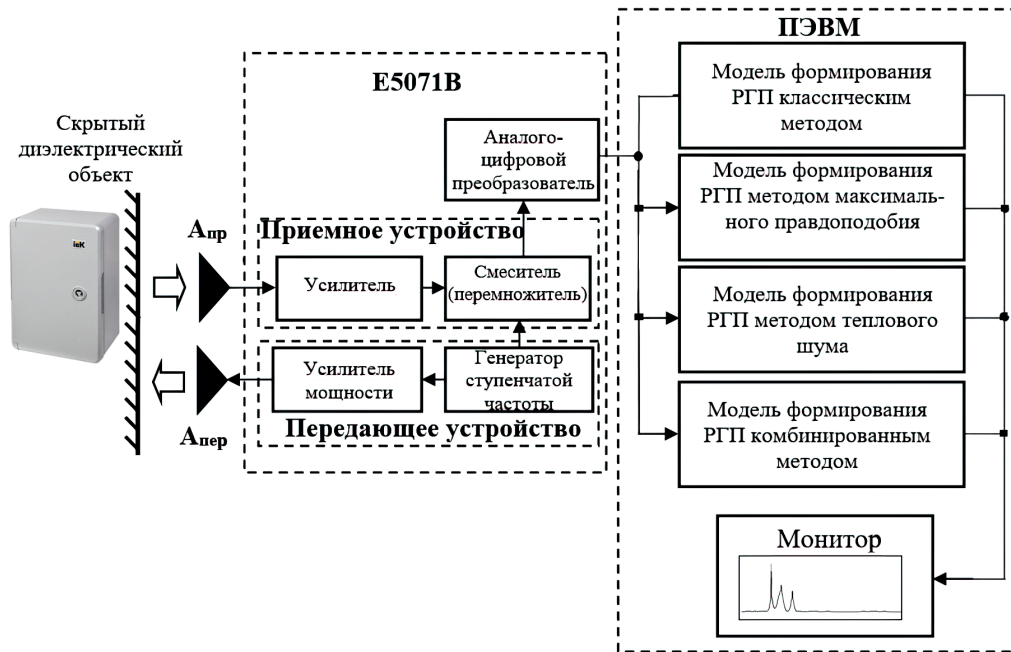 ПЭВМ
Е5071В
Модель формирования
РГП классическим
методом
Скрытый
диэлектрический
объект
Аналого-
цифровой
преобразователь
Модель формирования
РГП методом максималь-
ного правдоподобия
Апр
Приемное устройство
Усилитель
Смеситель
(перемножитель)
Модель формирования
РГП методом теплового
шума
Усилитель
мощности
Генератор
ступенчатой
частоты
Апер
Передающее устройство
Модель формирования
РГП комбинированным
методом
Монитор
iEK